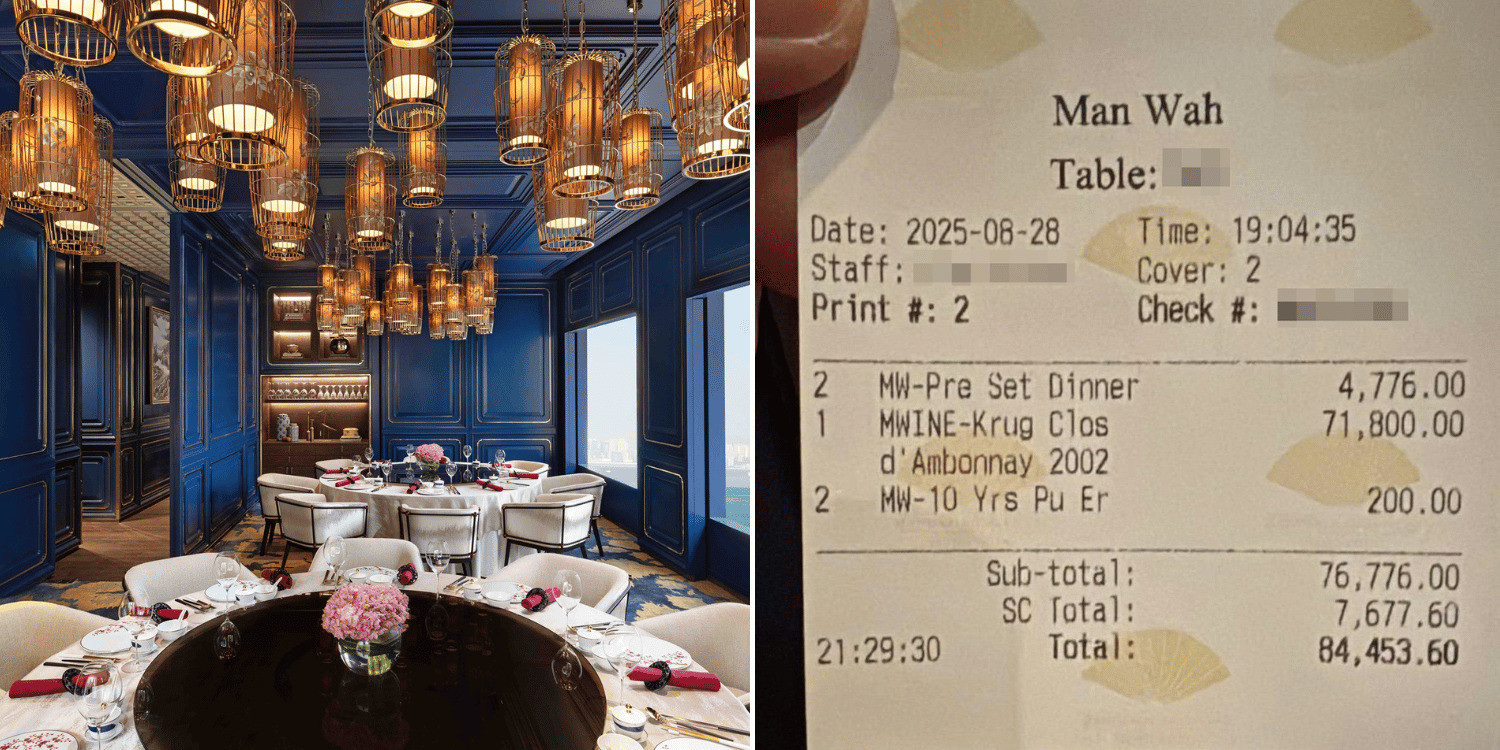 Man Wah
Table:
Date: 2025-08-28 Time: 19:04:35
Staff: Cover: 2
Print #: 2 Check #:
2 MW-Pre Set Dinner 4,776.00
1 MWINE-Krug Clos 71,800.00
d'Ambonnay 2002
2 MW-10 Yrs Pu Er 200.00
Sub-total: 76,776.00
SC Total: 7,677.60
21:29:30 Total: 84,453.60